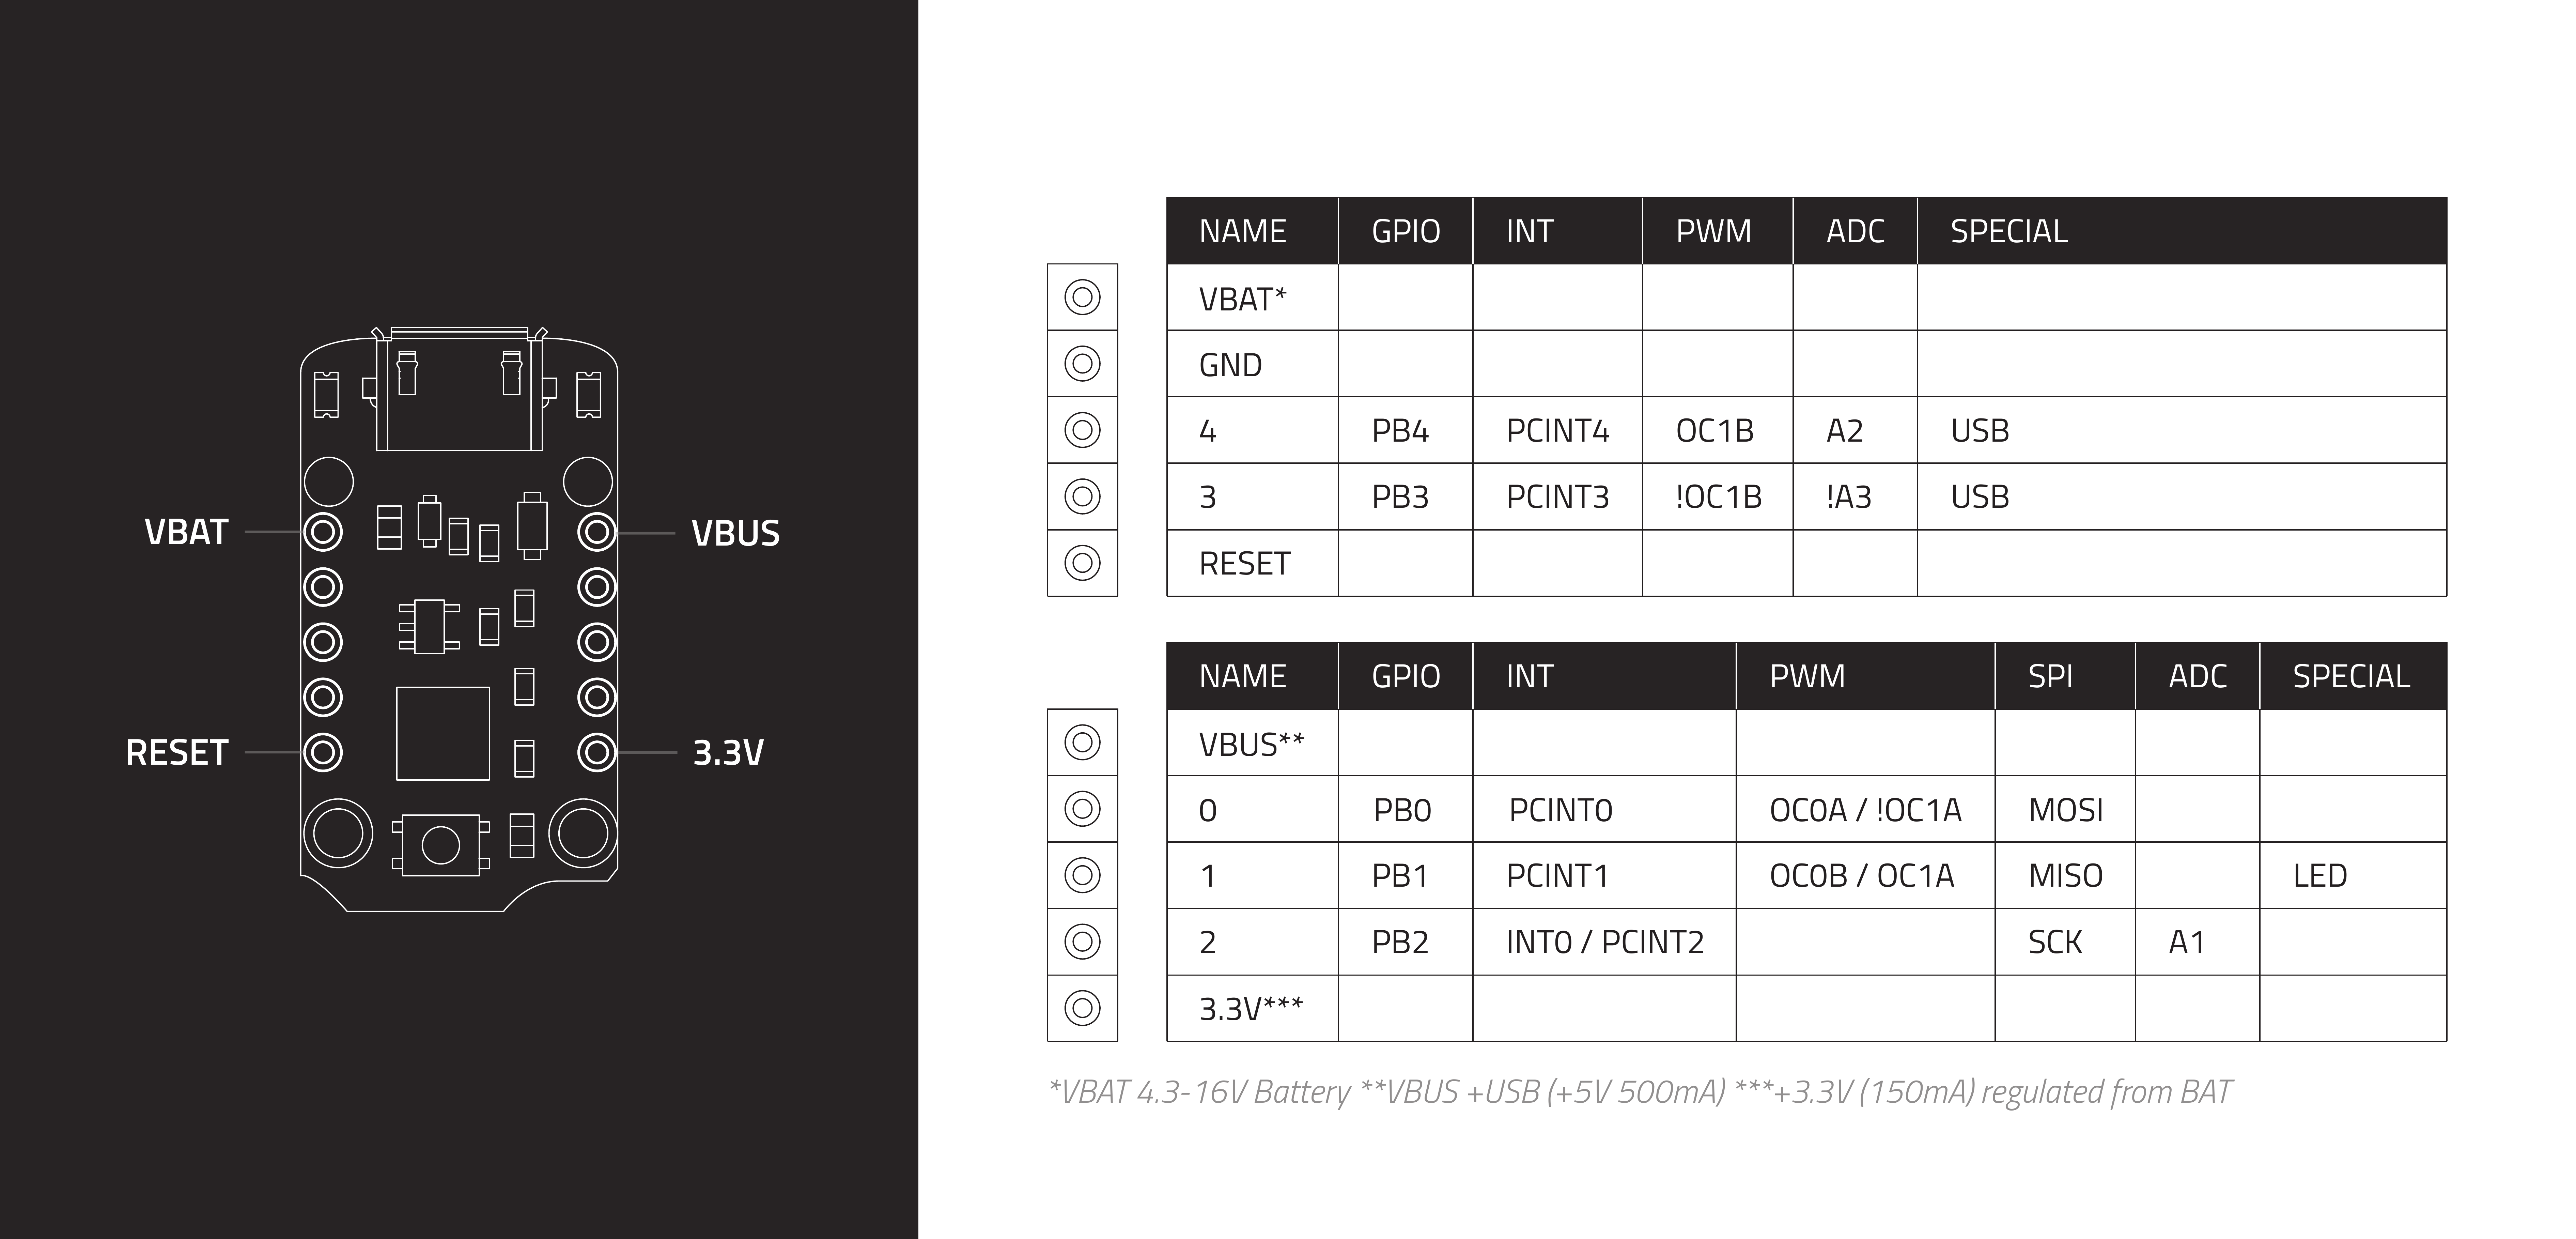 VBAT
VBUS
RESET
3.3V
NAME GPIO INT PWM ADC SPECIAL
VBAT*
GND
4 PB4 PCINT4 OC1B A2 USB
3 PB3 PCINT3 !OC1B !A3 USB
RESET
NAME GPIO INT PWM SPI ADC SPECIAL
VBUS**
0 PB0 PCINT0 OC0A / !OC1A MOSI
1 PB1 PCINT1 OC0B / OC1A MISO LED
2 PB2 INT0 / PCINT2 SCK A1
3.3V***
*VBAT 4.3-16V Battery **VBUS +USB (+5V 500mA) ***+3.3V (150mA) regulated from BAT